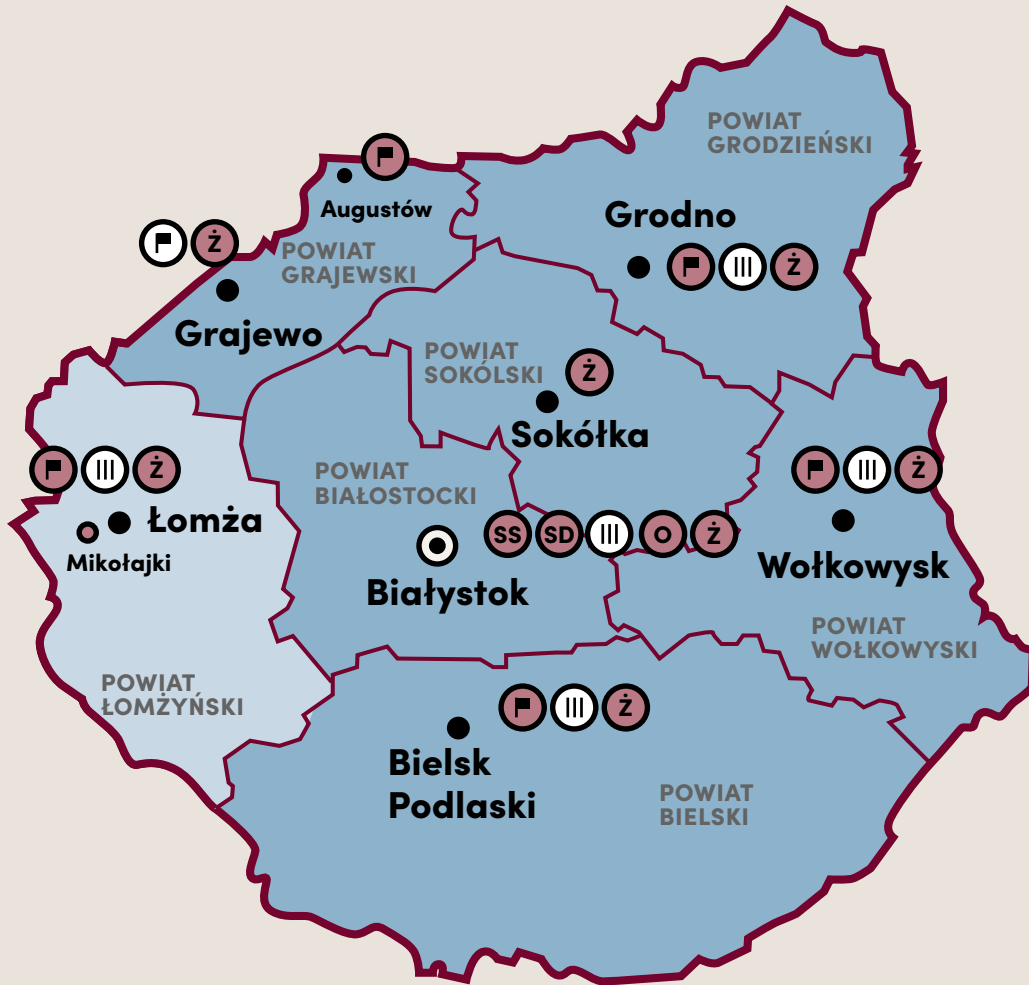 POWIAT
GRODZIEŃSKI
Augustów
Grodno
Ż
POWIAT
GRAJEWSKI
III
Ż
Grajewo
POWIAT
SOKÓLSKI
Ż
Sokółka
III
Ż
POWIAT
BIAŁOSTOCKI
III
Ż
Łomża
Mikołajki
SS
SD
III
O
Ż
Białystok
Wołkowysk
POWIAT
WOŁKOWYSKI
POWIAT
ŁOMŻYŃSKI
III
Ż
Bielsk
Podlaski
POWIAT
BIELSKI